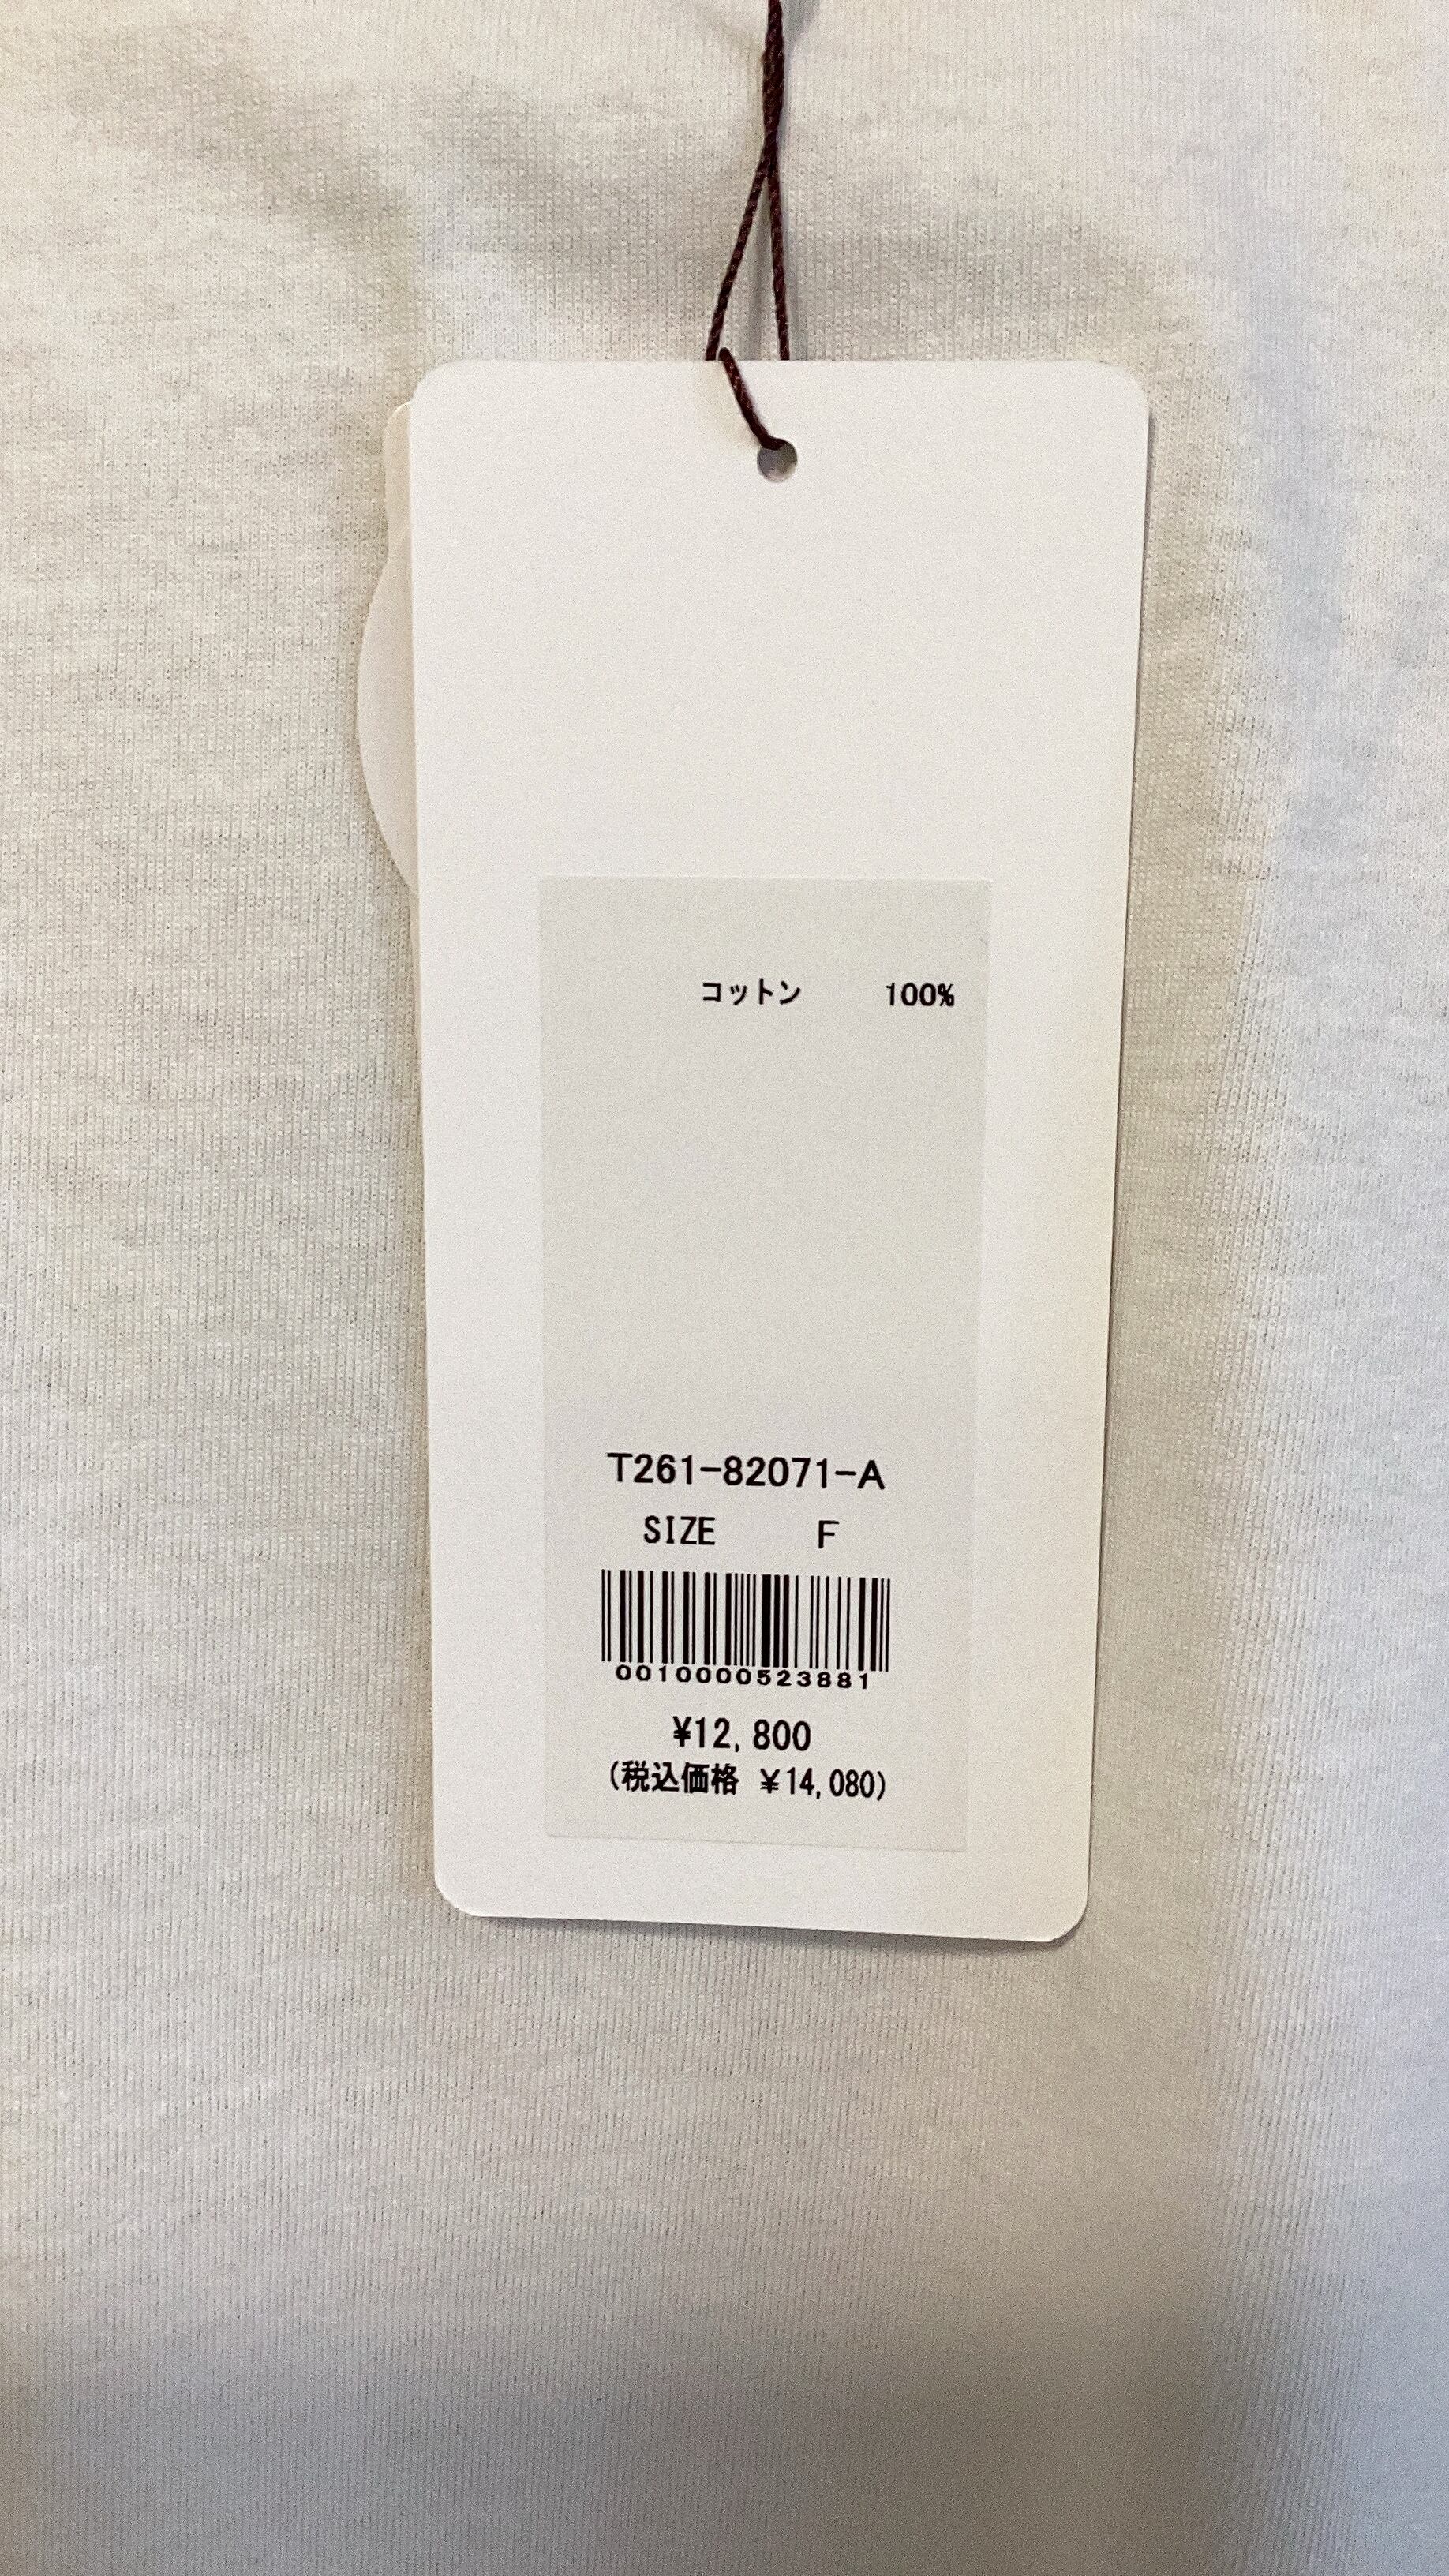 コットン 100%
T261-82071-A
SIZE F
0010000523881
¥12,800
(税込価格 ¥14,080)